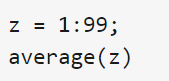 z = 1:99;
average(z)